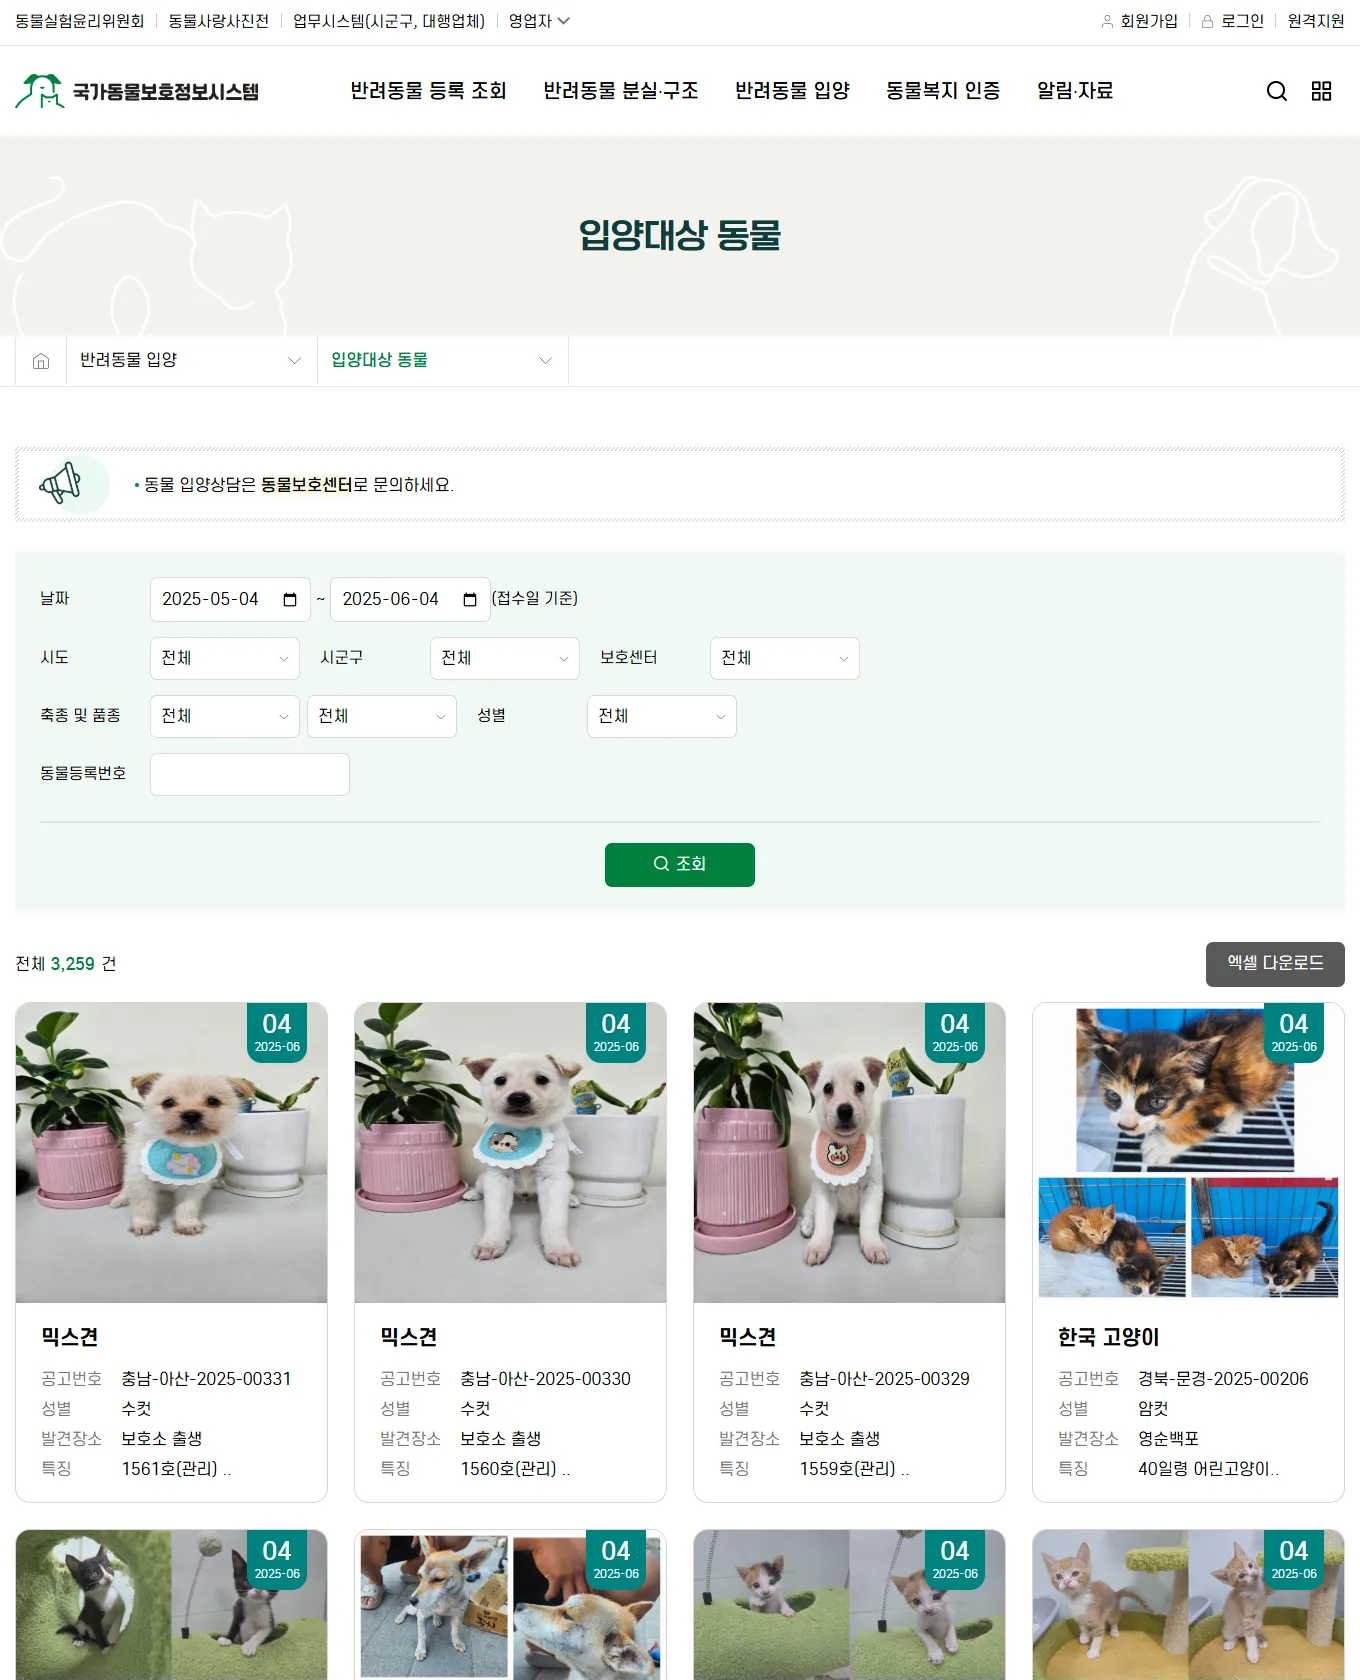 동물실험윤리위원회 동물사랑사진전 업무시스템(시군구, 대행업체) 영업자 회원가입 로그인 원격지원
국가동물보호정보시스템 반려동물 등록 조회 반려동물 분실·구조 반려동물 입양 동물복지 인증 알림·자료
입양대상 동물
반려동물 입양 입양대상 동물
동물 입양상담은 동물보호센터로 문의하세요.
날짜 2025-05-04 ~ 2025-06-04 (접수일 기준)
시도 전체 시군구 전체 보호센터 전체
축종 및 품종 전체 전체 성별 전체
동물등록번호
조회
전체 3,259 건 엑셀 다운로드
04 04 04 04
2025-06 2025-06 2025-06 2025-06
믹스견 믹스견 믹스견 한국 고양이
공고번호 충남-아산-2025-00331 공고번호 충남-아산-2025-00330 공고번호 충남-아산-2025-00329 공고번호 경북-문경-2025-00206
성별 수컷 성별 수컷 성별 수컷 성별 암컷
발견장소 보호소 출생 발견장소 보호소 출생 발견장소 보호소 출생 발견장소 영순백포
특징 1561호(관리) .. 특징 1560호(관리) .. 특징 1559호(관리) .. 특징 40일령 어린고양이..
04 04 04 04
2025-06 2025-06 2025-06 2025-06